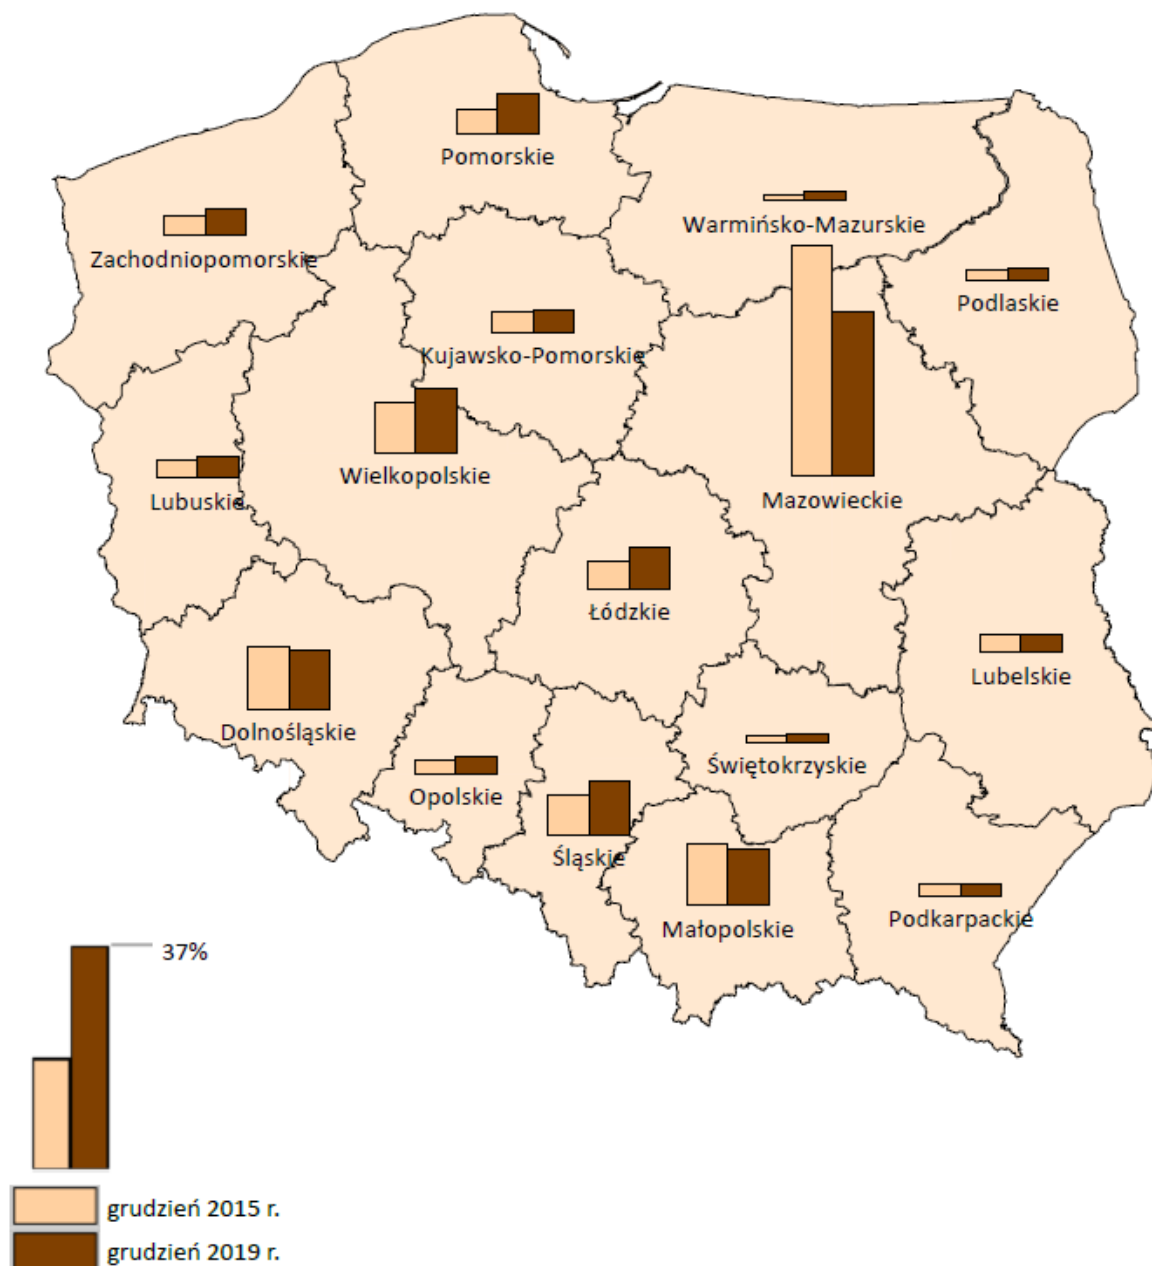 Pomorskie
Warmińsko-Mazurskie
Zachodniopomorskie
Podlaskie
Kujawsko-Pomorskie
Wielkopolskie
Mazowieckie
Lubuskie
Łódzkie
Lubelskie
Dolnośląskie
Świętokrzyskie
Opolskie
Śląskie
Podkarpackie
Małopolskie
37%
grudzień 2015 r.
grudzień 2019 r.